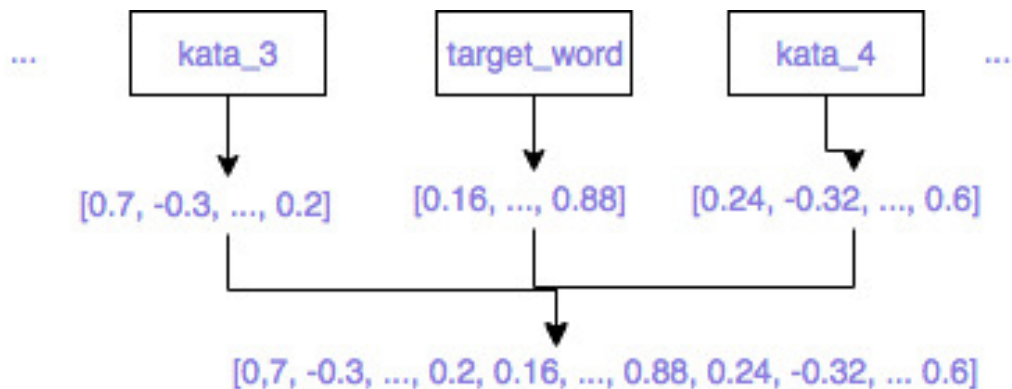 ... kata_3 target_word kata_4 ...
[0.7, -0.3, ..., 0.2] [0.16, ..., 0.88] [0.24, -0.32, ..., 0.6]
[0,7, -0.3, ..., 0.2, 0.16, ..., 0.88, 0.24, -0.32, ... 0.6]